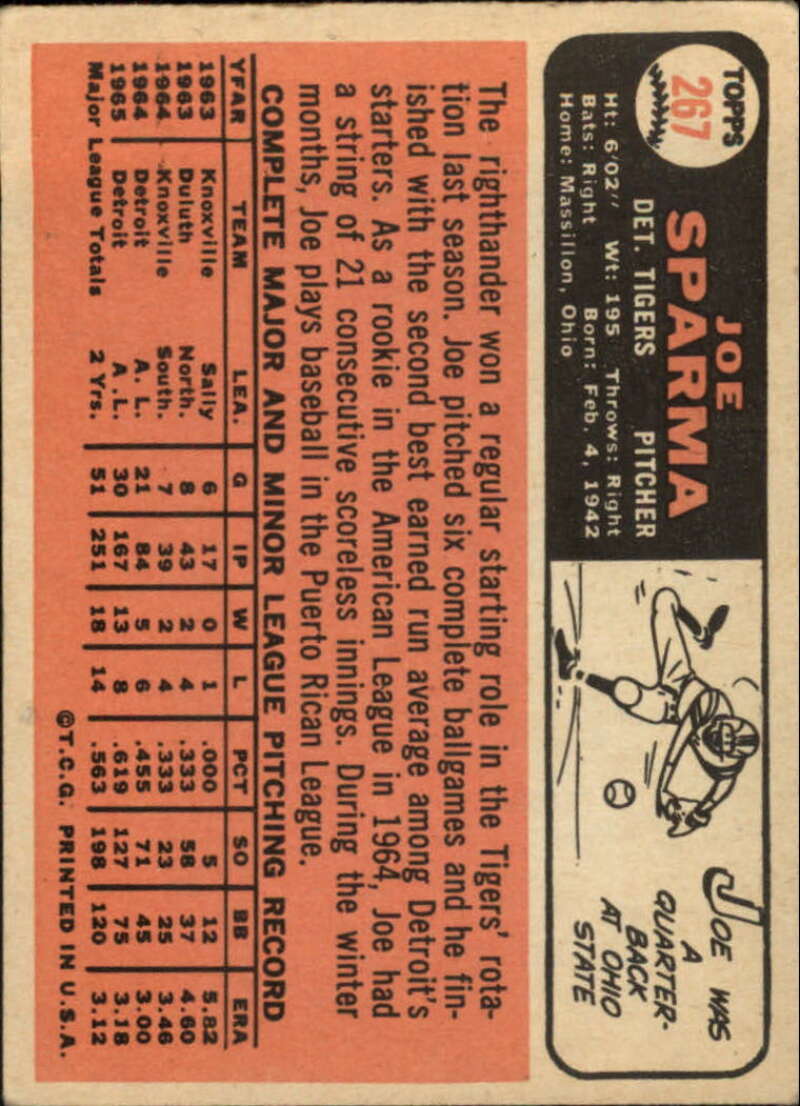 TOPPS
267
JOE
SPARMA
DET. TIGERS PITCHER
Ht: 6'02" Wt: 195 Throws: Right
Bats: Right Born: Feb. 4, 1942
Home: Massillon, Ohio
JOE WAS
A
QUARTER-
BACK
AT OHIO
STATE
The righthander won a regular starting role in the Tigers' rota-
tion last season. Joe pitched six complete ballgames and he fin-
ished with the second best earned run average among Detroit's
starters. As a rookie in the American League in 1964, Joe had
a string of 21 consecutive scoreless innings. During the winter
months, Joe plays baseball in the Puerto Rican League.
COMPLETE MAJOR AND MINOR LEAGUE PITCHING RECORD
YEAR TEAM LEA. G IP W L PCT SO BB ERA
1963 Knoxville Sally 6 17 0 1 .000 5 12 5.82
1963 Duluth North. 8 43 2 4 .333 58 37 4.60
1964 Knoxville South. 7 39 2 4 .333 23 25 3.46
1964 Detroit A. L. 21 84 5 6 .455 71 45 3.00
1965 Detroit A. L. 30 167 13 8 .619 127 75 3.18
Major League Totals 2 Yrs. 51 251 18 14 .563 198 120 3.12
©T.C.G. PRINTED IN U.S.A.